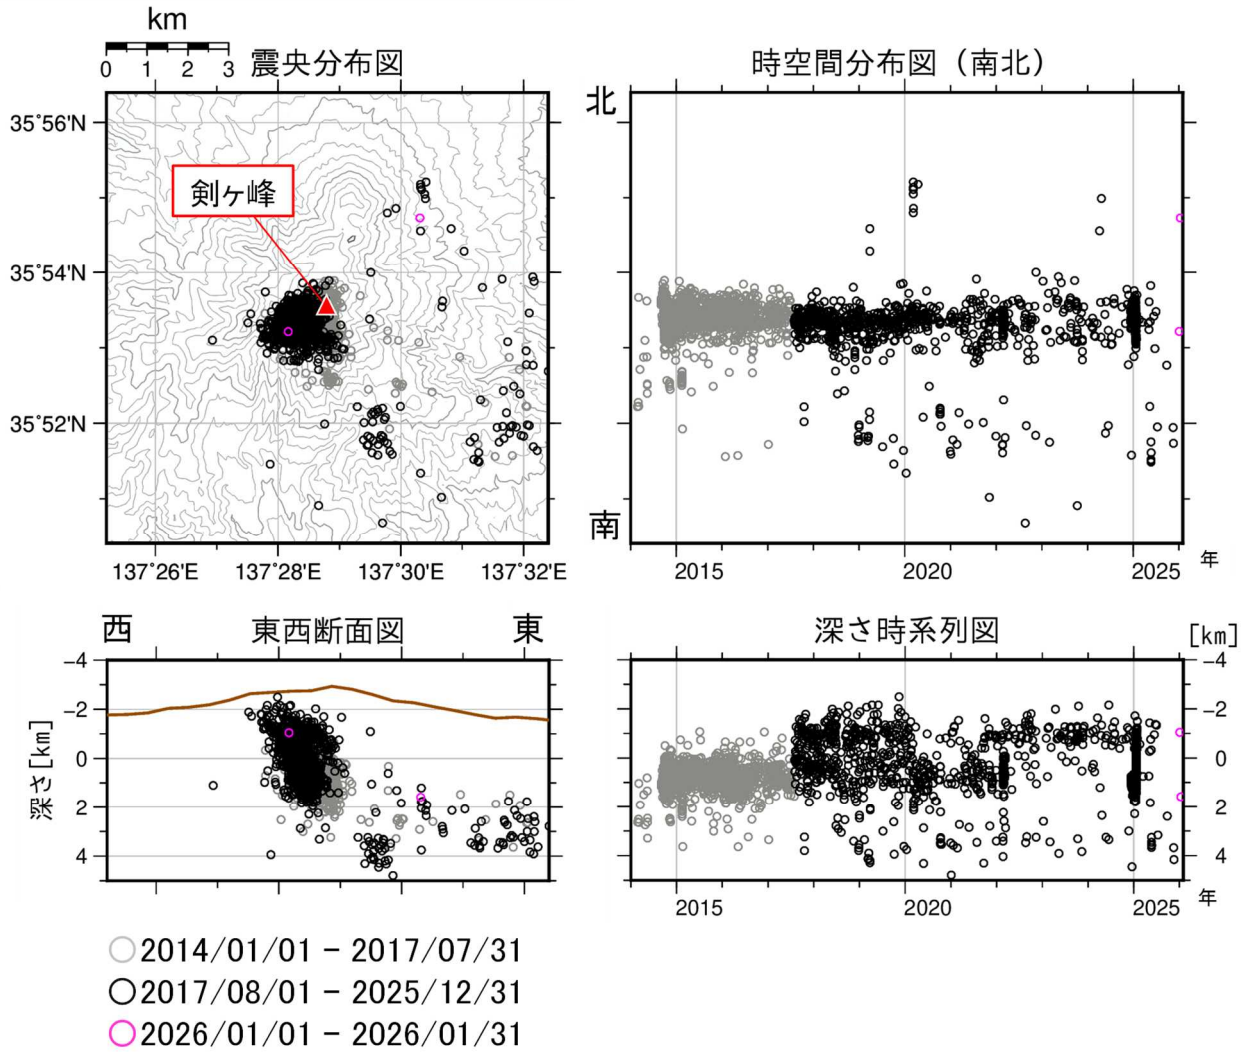 km
0 1 2 3
震央分布図
時空間分布図（南北）
北
35°56'N
剣ヶ峰
35°54'N
35°52'N
南
137°26'E 137°28'E 137°30'E 137°32'E
2015 2020 2025 年
西 東西断面図 東
深さ時系列図 [km]
-4 -4
-2 -2
0 0
2 2
4 4
深さ[km]
2015 2020 2025 年
2014/01/01 - 2017/07/31
2017/08/01 - 2025/12/31
2026/01/01 - 2026/01/31